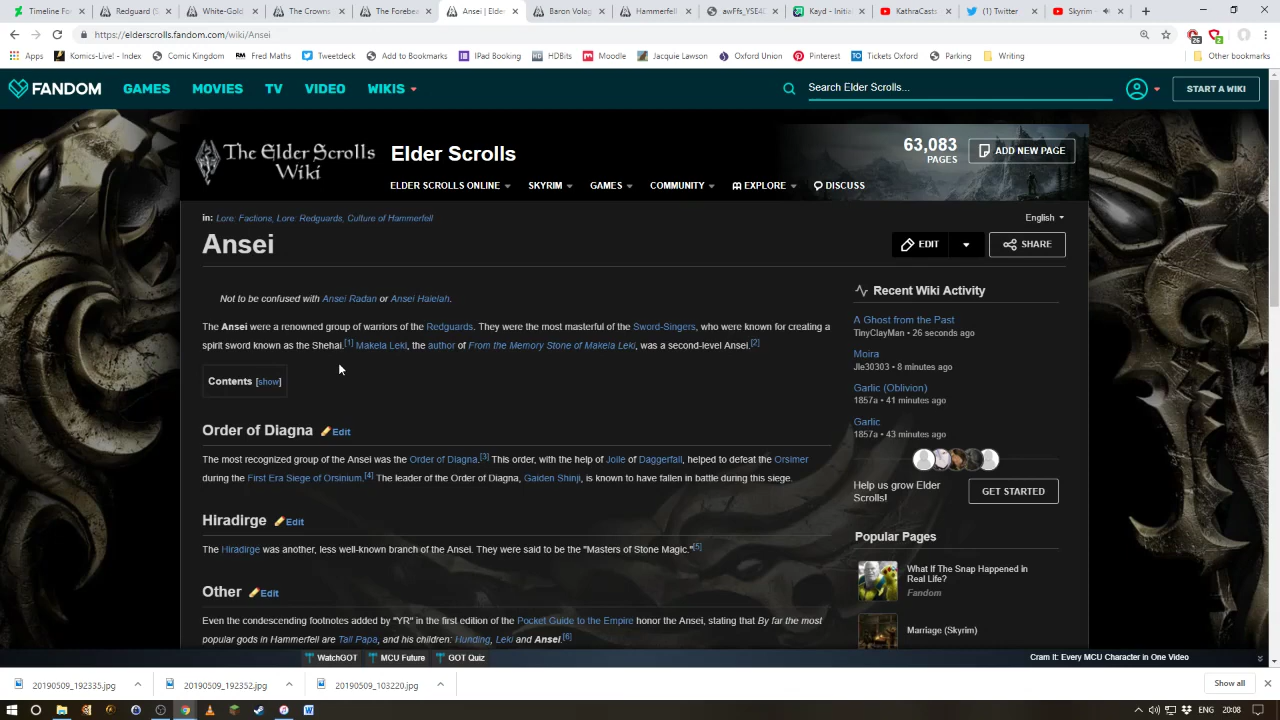 Radan (S
White-Gol
The Crown
The Forebe
Ansei | Elder
Baron Volag
Hammerfell
awFfs_YSE4D
Kayd - Initia
KathraCasts
(1) Twitter
Skyrim -
https://elderscrolls.fandom.com/wiki/Ansei
Apps
Komics-Live! - Index
Comic Gurdan
Fred Maths
Tweetdeck
Add to Bookmarks
IPad Booking
HDBits
Moodle
Jacquie Lawson
Oxford Union
Pinterest
Tickets Oxford
Parking
Writing
Other bookmarks
FANDOM
GAMES
MOVIES
TV
VIDEO
WIKIS
Search Elder Scrolls...
START A WIKI
The Elder Scrolls
Wiki
Elder Scrolls
63,083
PAGES
ADD NEW PAGE
ELDER SCROLLS ONLINE
SKYRIM
GAMES
COMMUNITY
EXPLORE
DISCUSS
in: Lore: Factions, Lore: Redguards, Culture of Hammerfell
English
Ansei
EDIT
SHARE
Not to be confused with Ansei Radan or Ansei Halelah.
The Ansei were a renowned group of warriors of the Redguards. They were the most masterful of the Sword-Singers, who were known for creating a
spirit sword known as the Shehai.[1] Makela Leki, the author of From the Memory Stone of Makela Leki, was a second-level Ansei.[2]
Contents [show]
Order of Diagna Edit
The most recognized group of the Ansei was the Order of Diagna.[3] This order, with the help of Joile of Daggerfall, helped to defeat the Orsimer
during the First Era Siege of Orsinium.[4] The leader of the Order of Diagna, Gaiden Shinji, is known to have fallen in battle during this siege.
Hiradirge Edit
The Hiradirge was another, less well-known branch of the Ansei. They were said to be the "Masters of Stone Magic."[5]
Other Edit
Even the condescending footnotes added by "YR" in the first edition of the Pocket Guide to the Empire honor the Ansei, stating that By far the most
popular gods in Hammerfell are Tall Papa, and his children: Hunding, Leki and Ansei.[6]
Recent Wiki Activity
A Ghost from the Past
TinyClayMan • 26 seconds ago
Moira
Jle30303 • 8 minutes ago
Garlic (Oblivion)
1857a • 41 minutes ago
Garlic
1857a • 43 minutes ago
Help us grow Elder
Scrolls!
GET STARTED
Popular Pages
What If The Snap Happened in
Real Life?
Fandom
Marriage (Skyrim)
WatchGOT
MCU Future
GOT Quiz
Cram It: Every MCU Character in One Video
20190509_192335.jpg
20190509_192352.jpg
20190509_103220.jpg
Show all
20:08